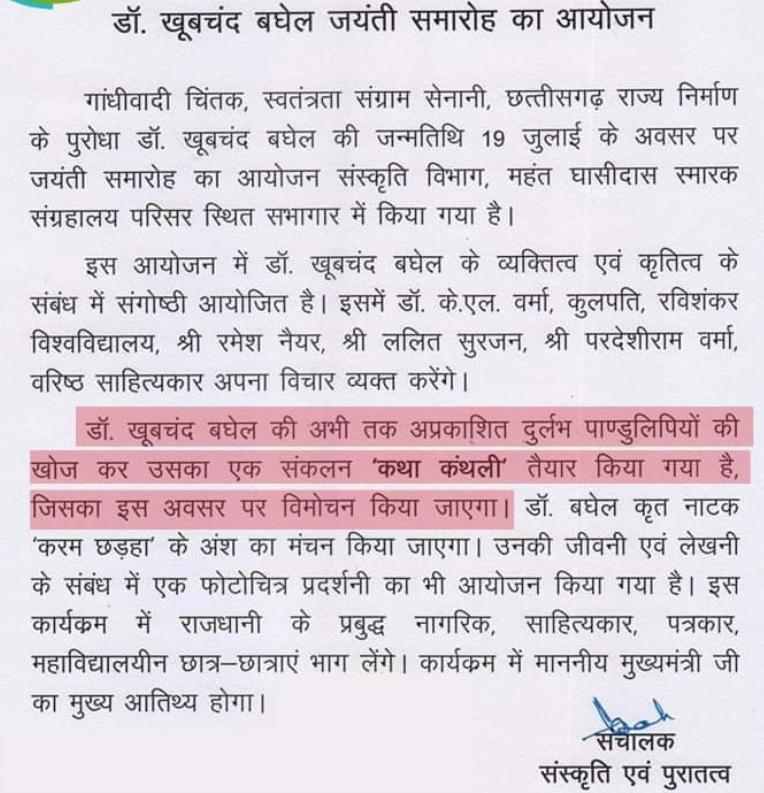 डॉ. खूबचंद बघेल जयंती समारोह का आयोजन
गांधीवादी चिंतक, स्वतंत्रता संग्राम सेनानी, छत्तीसगढ़ राज्य निर्माण
के पुरोधा डॉ. खूबचंद बघेल की जन्मतिथि 19 जुलाई के अवसर पर
जयंती समारोह का आयोजन संस्कृति विभाग, महंत घासीदास स्मारक
संग्रहालय परिसर स्थित सभागार में किया गया है।
इस आयोजन में डॉ. खूबचंद बघेल के व्यक्तित्व एवं कृतित्व के
संबंध में संगोष्ठी आयोजित है। इसमें डॉ. के.एल. वर्मा, कुलपति, रविशंकर
विश्वविद्यालय, श्री रमेश नैयर, श्री ललित सुरजन, श्री परदेशीराम वर्मा,
वरिष्ठ साहित्यकार अपना विचार व्यक्त करेंगे।
डॉ. खूबचंद बघेल की अभी तक अप्रकाशित दुर्लभ पाण्डुलिपियों की
खोज कर उसका एक संकलन 'कथा कंथली' तैयार किया गया है,
जिसका इस अवसर पर विमोचन किया जाएगा। डॉ. बघेल कृत नाटक
'करम छड़हा' के अंश का मंचन किया जाएगा। उनकी जीवनी एवं लेखनी
के संबंध में एक फोटोचित्र प्रदर्शनी का भी आयोजन किया गया है। इस
कार्यक्रम में राजधानी के प्रबुद्ध नागरिक, साहित्यकार, पत्रकार,
महाविद्यालयीन छात्र–छात्राएं भाग लेंगे। कार्यक्रम में माननीय मुख्यमंत्री जी
का मुख्य आतिथ्य होगा।
संचालक
संस्कृति एवं पुरातत्व